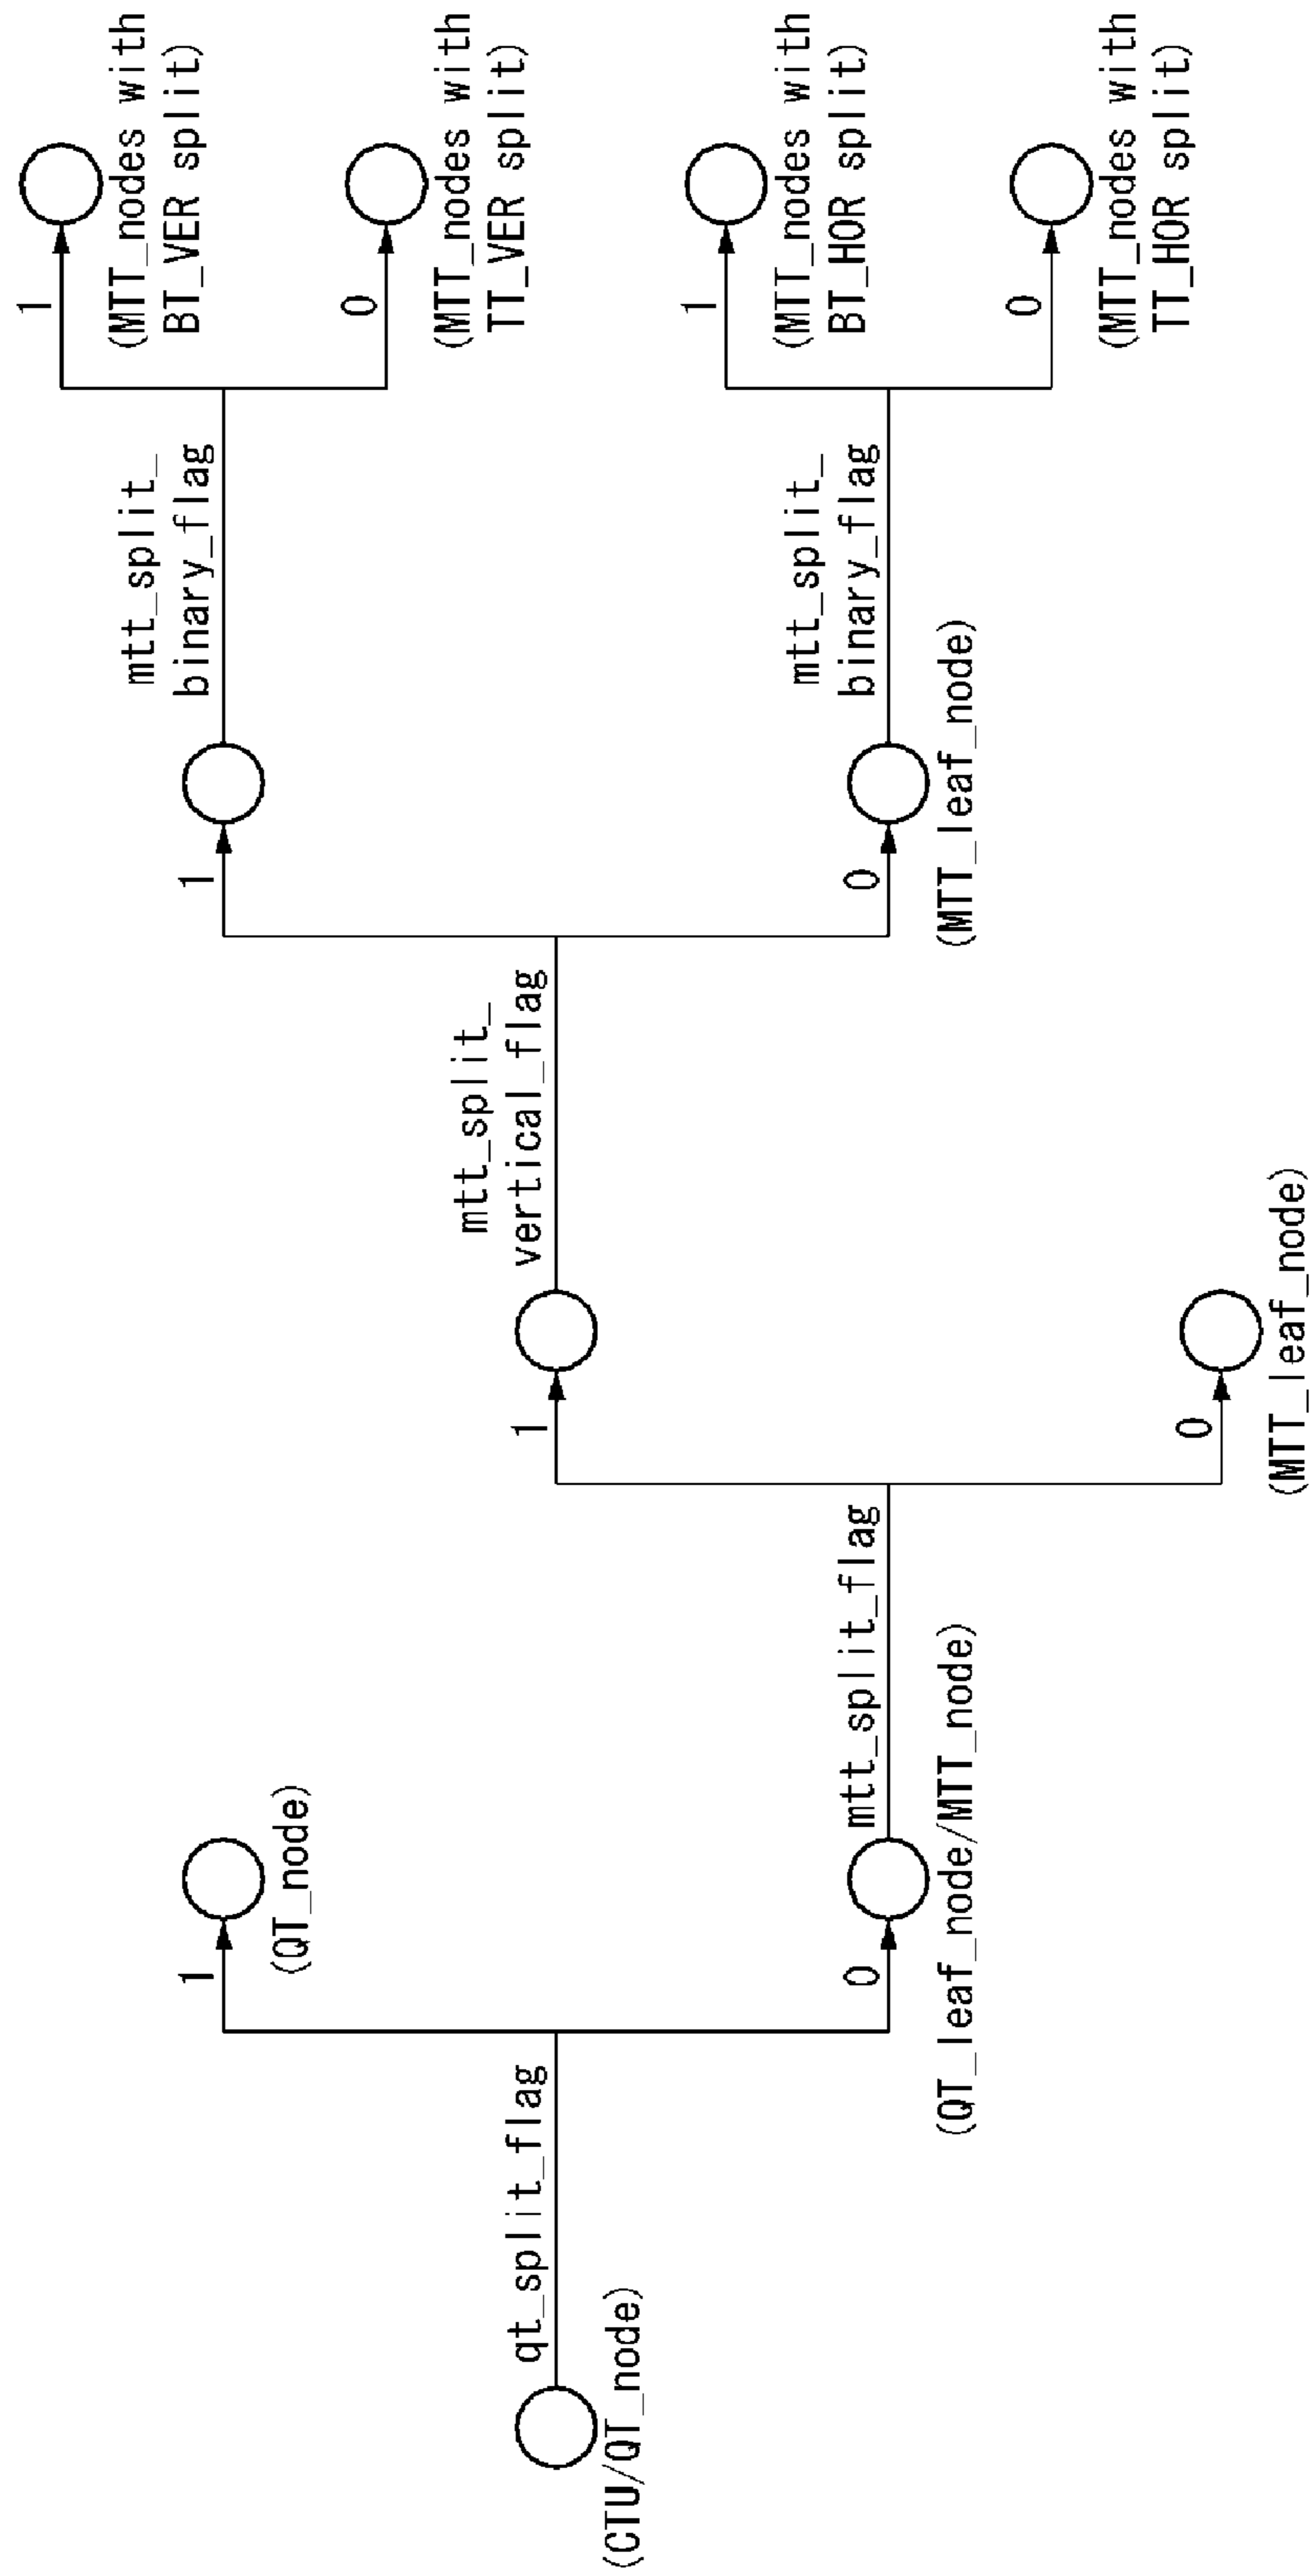 (CTU/QT_node)
qt_split_flag
1
(QT_node)
0
(QT_leaf_node/MTT_node)
mtt_split_flag
1
0
(MTT_leaf_node)
mtt_split_
vertical_flag
1
0
(MTT_leaf_node)
mtt_split_
binary_flag
1
(MTT_nodes with
BT_VER split)
0
(MTT_nodes with
TT_VER split)
mtt_split_
binary_flag
1
(MTT_nodes with
BT_HOR split)
0
(MTT_nodes with
TT_HOR split)